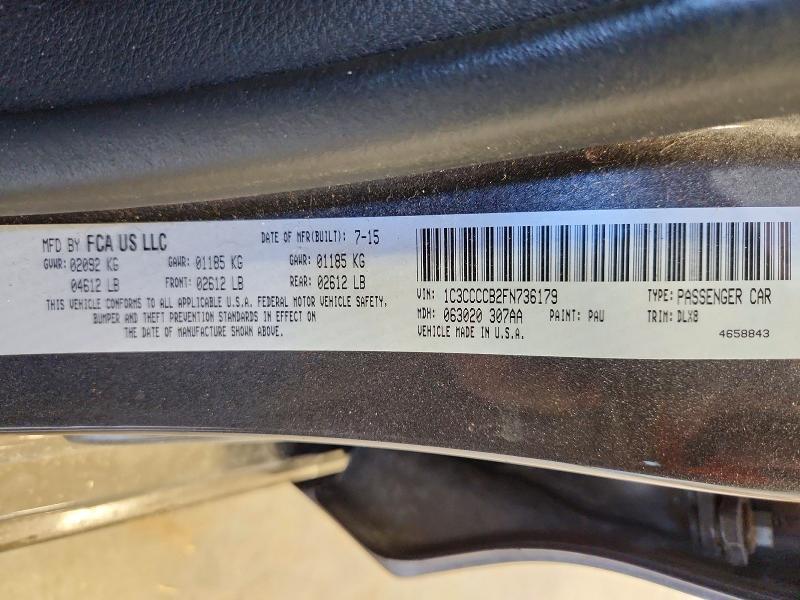 MFD BY FCA US LLC DATE OF MFR(BUILT): 7-15
GVWR: 02092 KG GAWR: 01185 KG GAWR: 01185 KG
04612 LB FRONT: 02612 LB REAR: 02612 LB
THIS VEHICLE CONFORMS TO ALL APPLICABLE U.S.A. FEDERAL MOTOR VEHICLE SAFETY,
BUMPER AND THEFT PREVENTION STANDARDS IN EFFECT ON
THE DATE OF MANUFACTURE SHOWN ABOVE.
VIN: 1C3CCCCB2FN736179 TYPE: PASSENGER CAR
MDH: 063020 307AA PAINT: PAU TRIM: DLX8
VEHICLE MADE IN U.S.A. 4658843